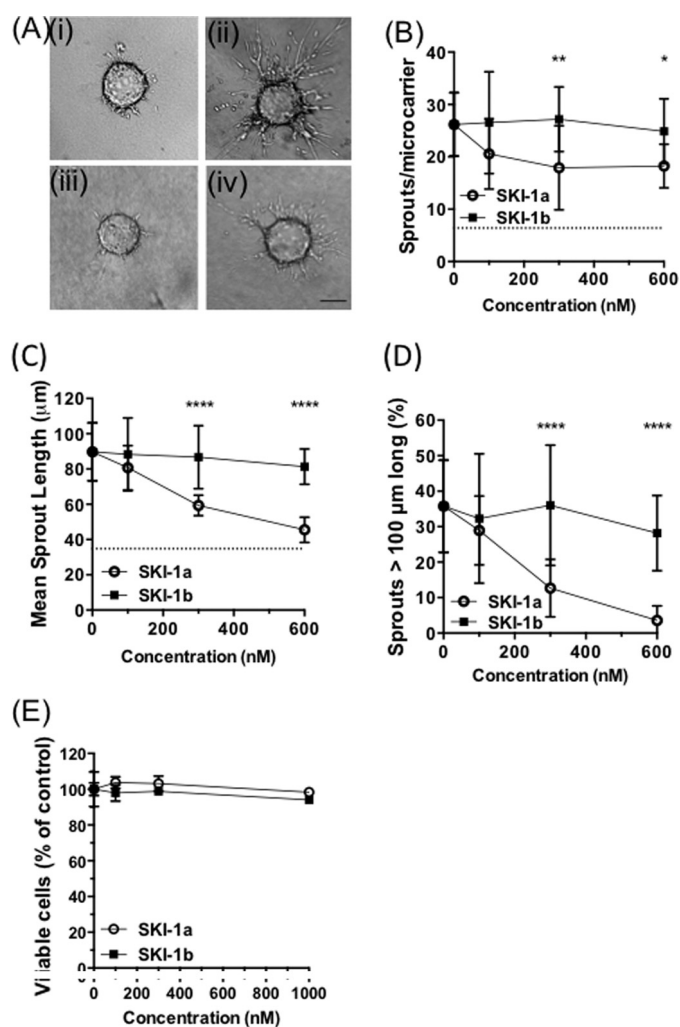 (A)
(i)
(ii)
(iii)
(iv)
(B)
**
*
40
30
20
10
0
Sprouts/microcarrier
SKI-1a
SKI-1b
0 200 400 600
Concentration (nM)
(C)
**** ****
120
100
80
60
40
20
0
Mean Sprout Length (μm)
SKI-1a
SKI-1b
0 200 400 600
Concentration (nM)
(D)
**** ****
60
50
40
30
20
10
0
Sprouts > 100 μm long (%)
SKI-1a
SKI-1b
0 200 400 600
Concentration (nM)
(E)
120
100
80
60
40
20
0
Viable cells (% of control)
SKI-1a
SKI-1b
0 200 400 600 800 1000
Concentration (nM)